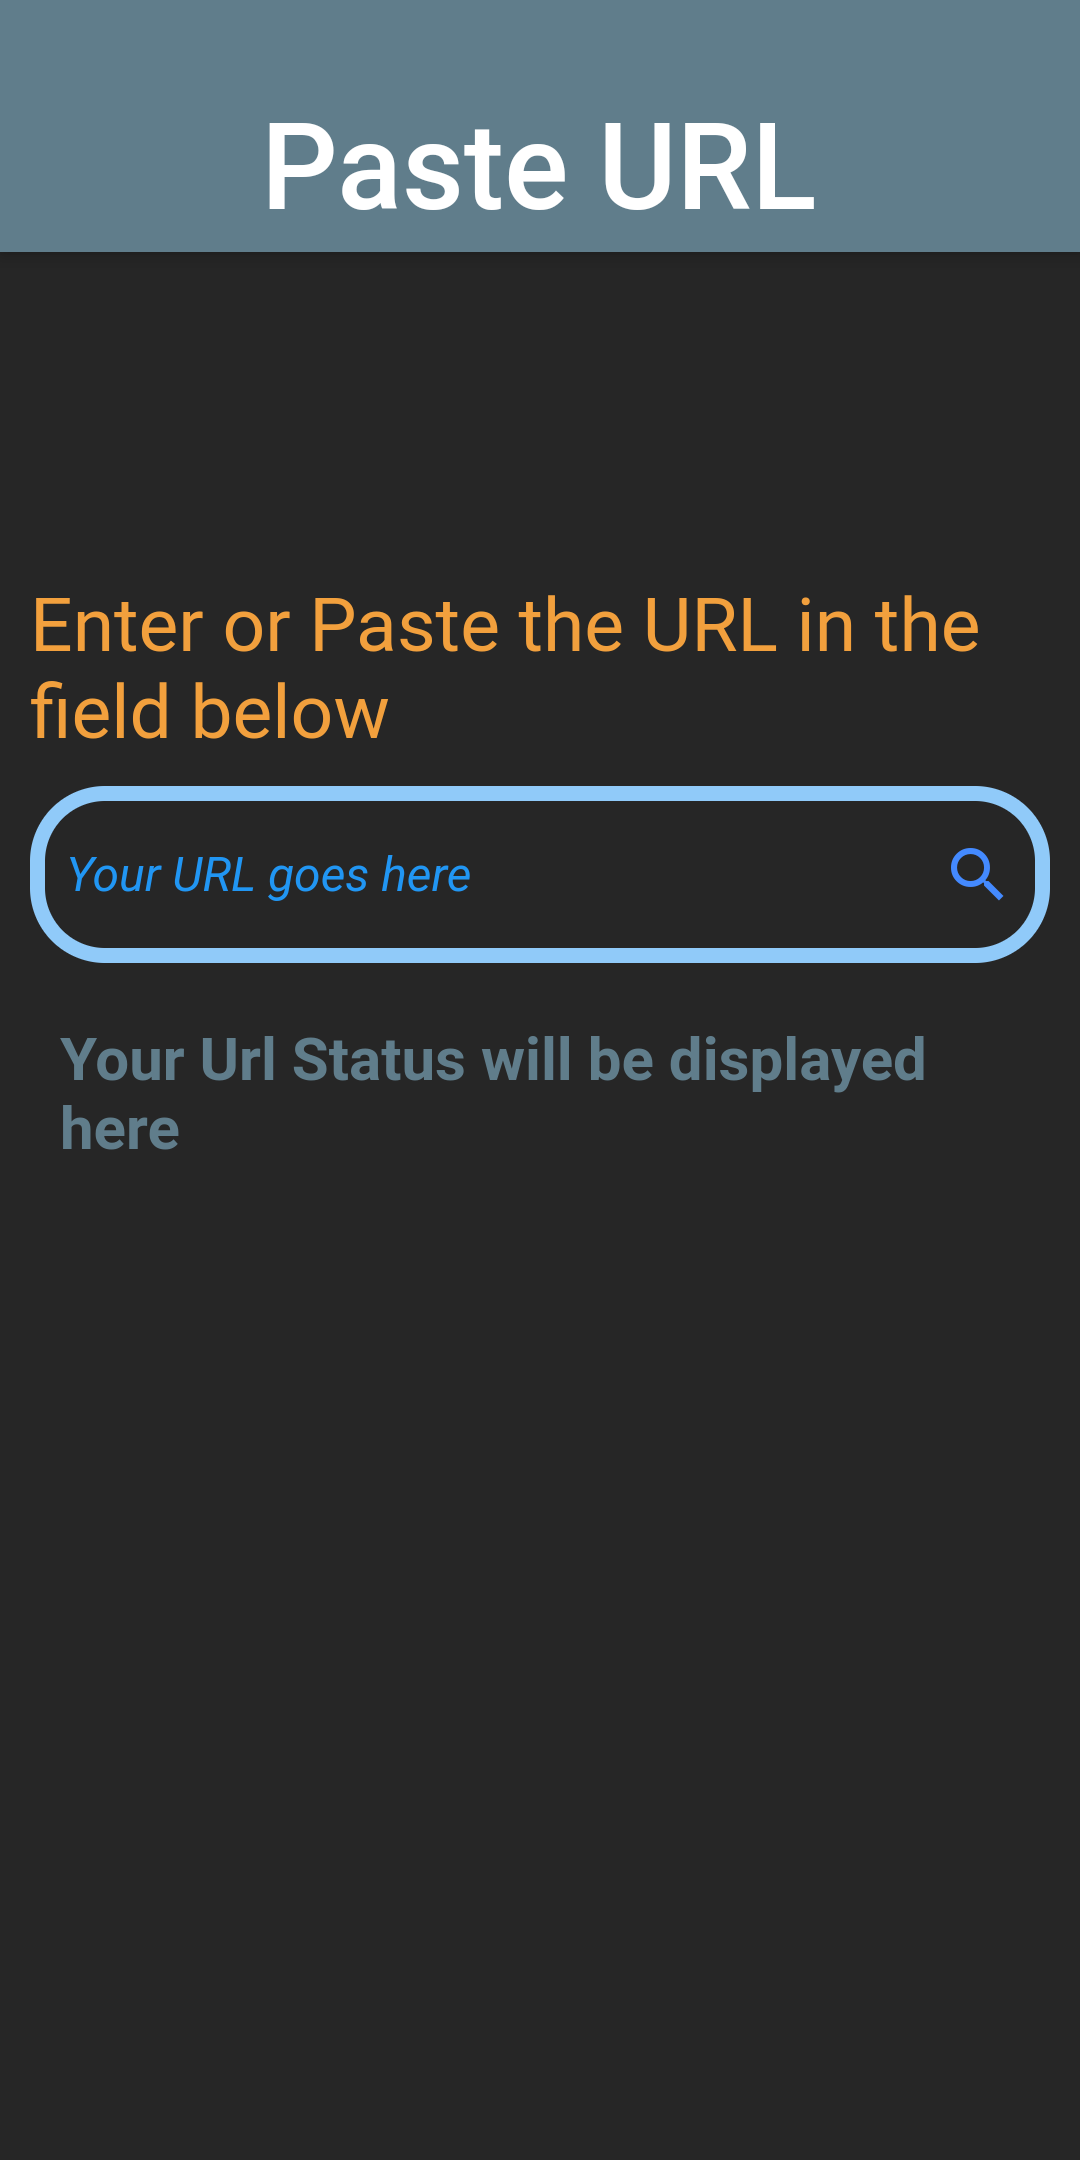 Paste URL
Enter or Paste the URL in the
field below
Your URL goes here
Your Url Status will be displayed
here